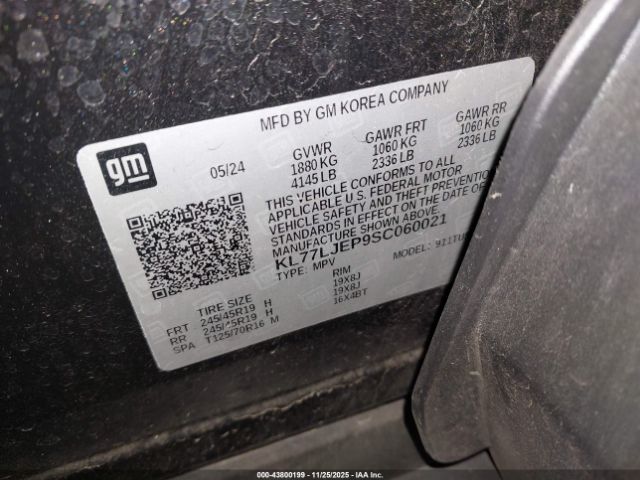 MFD BY GM KOREA COMPANY
gm
05/24
GVWR GAWR FRT GAWR RR
1880 KG 1060 KG 1060 KG
4145 LB 2336 LB 2336 LB
THIS VEHICLE CONFORMS TO ALL
APPLICABLE U.S. FEDERAL MOTOR
VEHICLE SAFETY AND THEFT PREVENTION
STANDARDS IN EFFECT ON THE DATE OF
MANUFACTURE SHOWN ABOVE.
KL77LJEP9SC060021
TYPE: MPV MODEL:
TIRE SIZE RIM
FRT 245/45R19 H 19X8J
RR 245/45R19 H 19X8J
SPA T125/70R16 M 16X4BT
00-43800199 | 11/25/2025 | IAA Inc.